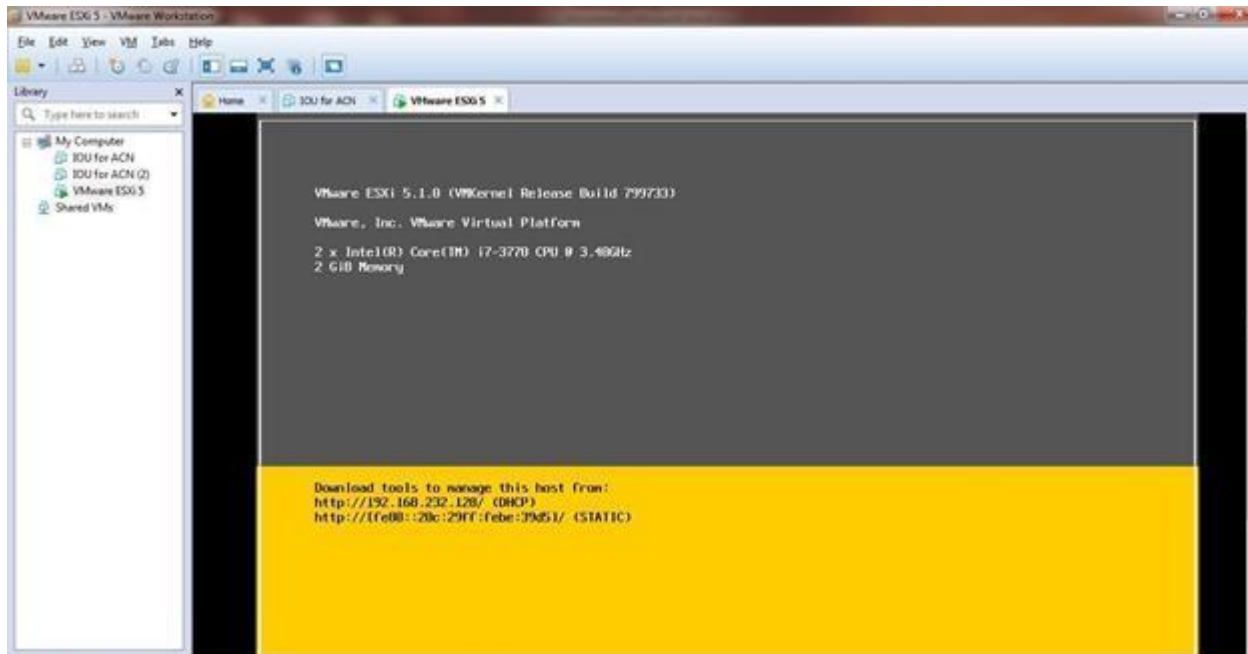 VMware ESXi 5 - VMware Workstation
File Edit View VM Tabs Help
Library
Type here to search
My Computer
IOU for ACN
IOU for ACN (2)
VMware ESXi 5
Shared VMs
Home
IOU for ACN
VMware ESXi 5
VMware ESXi 5.1.0 (VMKernel Release Build 799733)
VMware, Inc. VMware Virtual Platform
2 x Intel(R) Core(TM) i7-3770 CPU @ 3.40GHz
2 GiB Memory
Download tools to manage this host from:
http://192.168.232.128/ (DHCP)
http://[fe80::20c:29ff:febe:39d5]/ (STATIC)